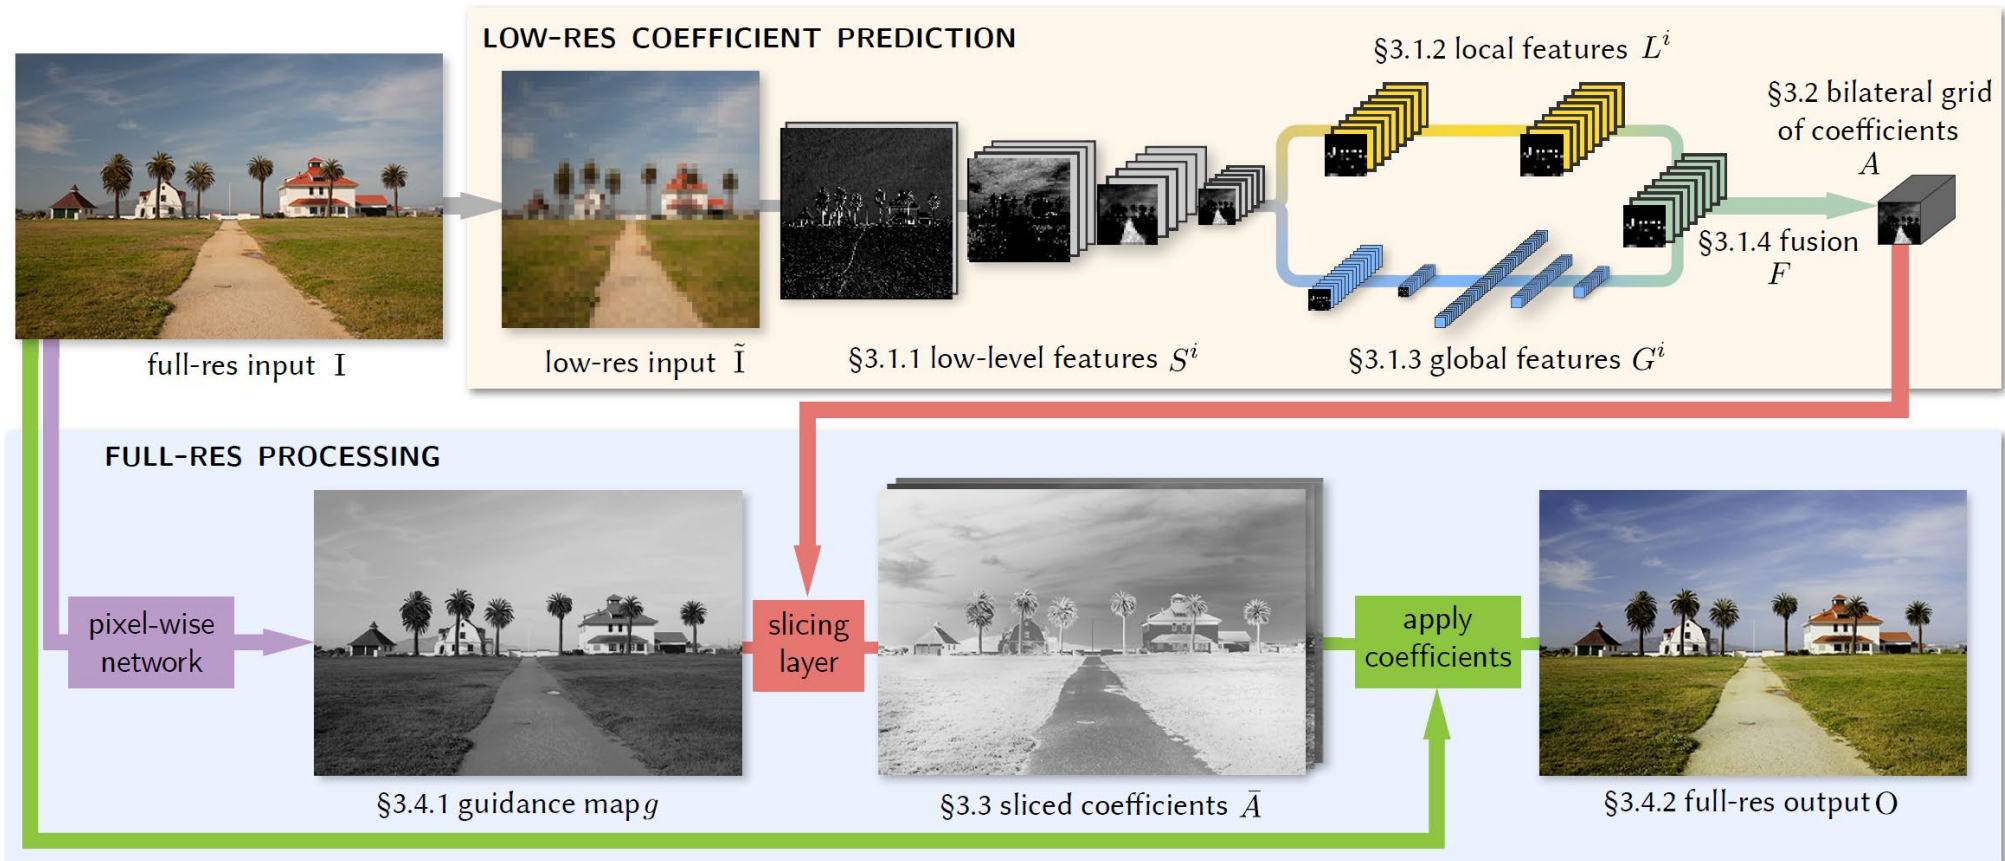 LOW-RES COEFFICIENT PREDICTION
§3.1.2 local features Lⁱ
§3.2 bilateral grid
of coefficients
A
§3.1.4 fusion
F
full-res input I
low-res input Ĩ
§3.1.1 low-level features Sⁱ
§3.1.3 global features Gⁱ
FULL-RES PROCESSING
pixel-wise
network
slicing
layer
apply
coefficients
§3.4.1 guidance map g
§3.3 sliced coefficients Ā
§3.4.2 full-res output O